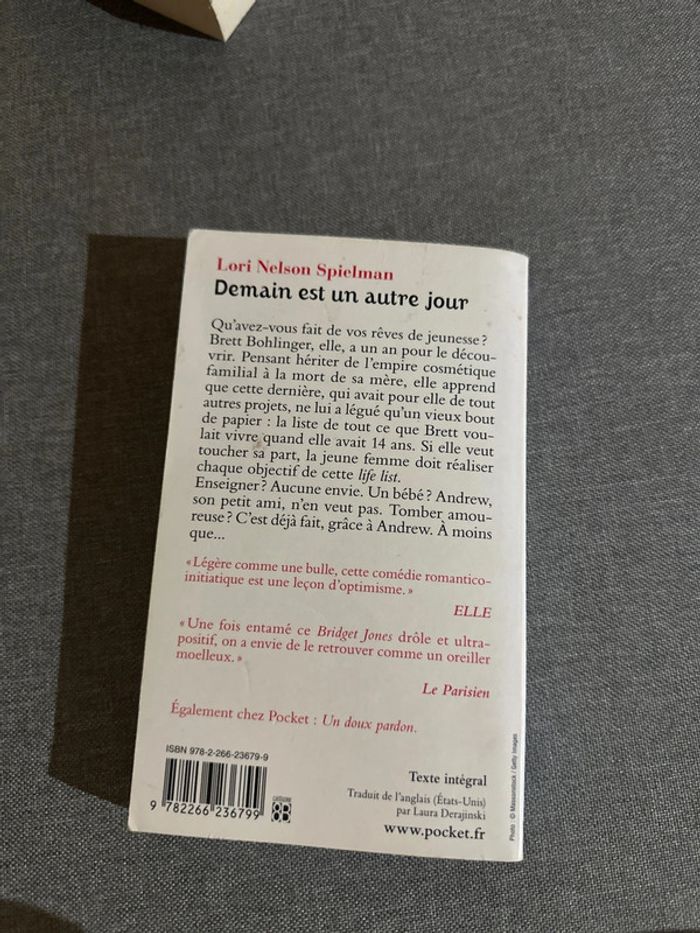 Lori Nelson Spielman
Demain est un autre jour
Qu'avez-vous fait de vos rêves de jeunesse ?
Brett Bohlinger, elle, a un an pour le décou-
vrir. Pensant hériter de l'empire cosmétique
familial à la mort de sa mère, elle apprend
que cette dernière, qui avait pour elle de tout
autres projets, ne lui a légué qu'un vieux bout
de papier : la liste de tout ce que Brett vou-
lait vivre quand elle avait 14 ans. Si elle veut
toucher sa part, la jeune femme doit réaliser
chaque objectif de cette life list.
Enseigner ? Aucune envie. Un bébé ? Andrew,
son petit ami, n'en veut pas. Tomber amou-
reuse ? C'est déjà fait, grâce à Andrew. À moins
que...
« Légère comme une bulle, cette comédie romantico-
initiatique est une leçon d'optimisme. »
ELLE
« Une fois entamé ce Bridget Jones drôle et ultra-
positif, on a envie de le retrouver comme un oreiller
moelleux. »
Le Parisien
Également chez Pocket : Un doux pardon.
ISBN 978-2-266-23679-9
9 782266 236799
Texte intégral
Traduit de l'anglais (États-Unis)
par Laura Derajinski
www.pocket.fr
Photo : © Massonstock / Getty Images